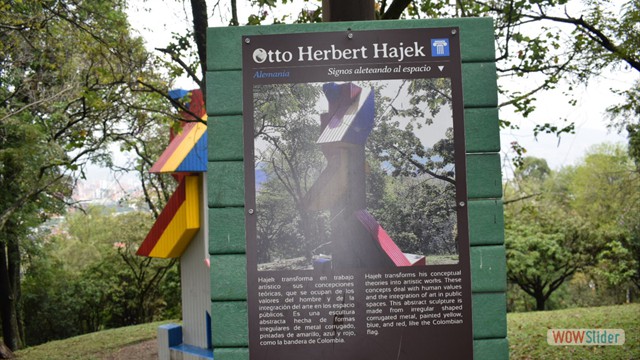 Otto Herbert Hajek
Alemania
Signos aleteando al espacio
Hajek transforma en trabajo
artístico sus concepciones
teóricas, que se ocupan de los
valores del hombre y de la
integración del arte en los espacio
públicos. Es una escultura
abstracta hecha de formas
irregulares de metal corrugado,
pintadas de amarillo, azul y rojo,
como la bandera de Colombia.
Hajek transforms his conceptual
theories into artistic works. These
concepts deal with human values
and the integration of art in public
spaces. This abstract sculpture is
made from irregular shaped
corrugated metal, painted yellow,
blue, and red, like the Colombian
flag.
WOWSlider